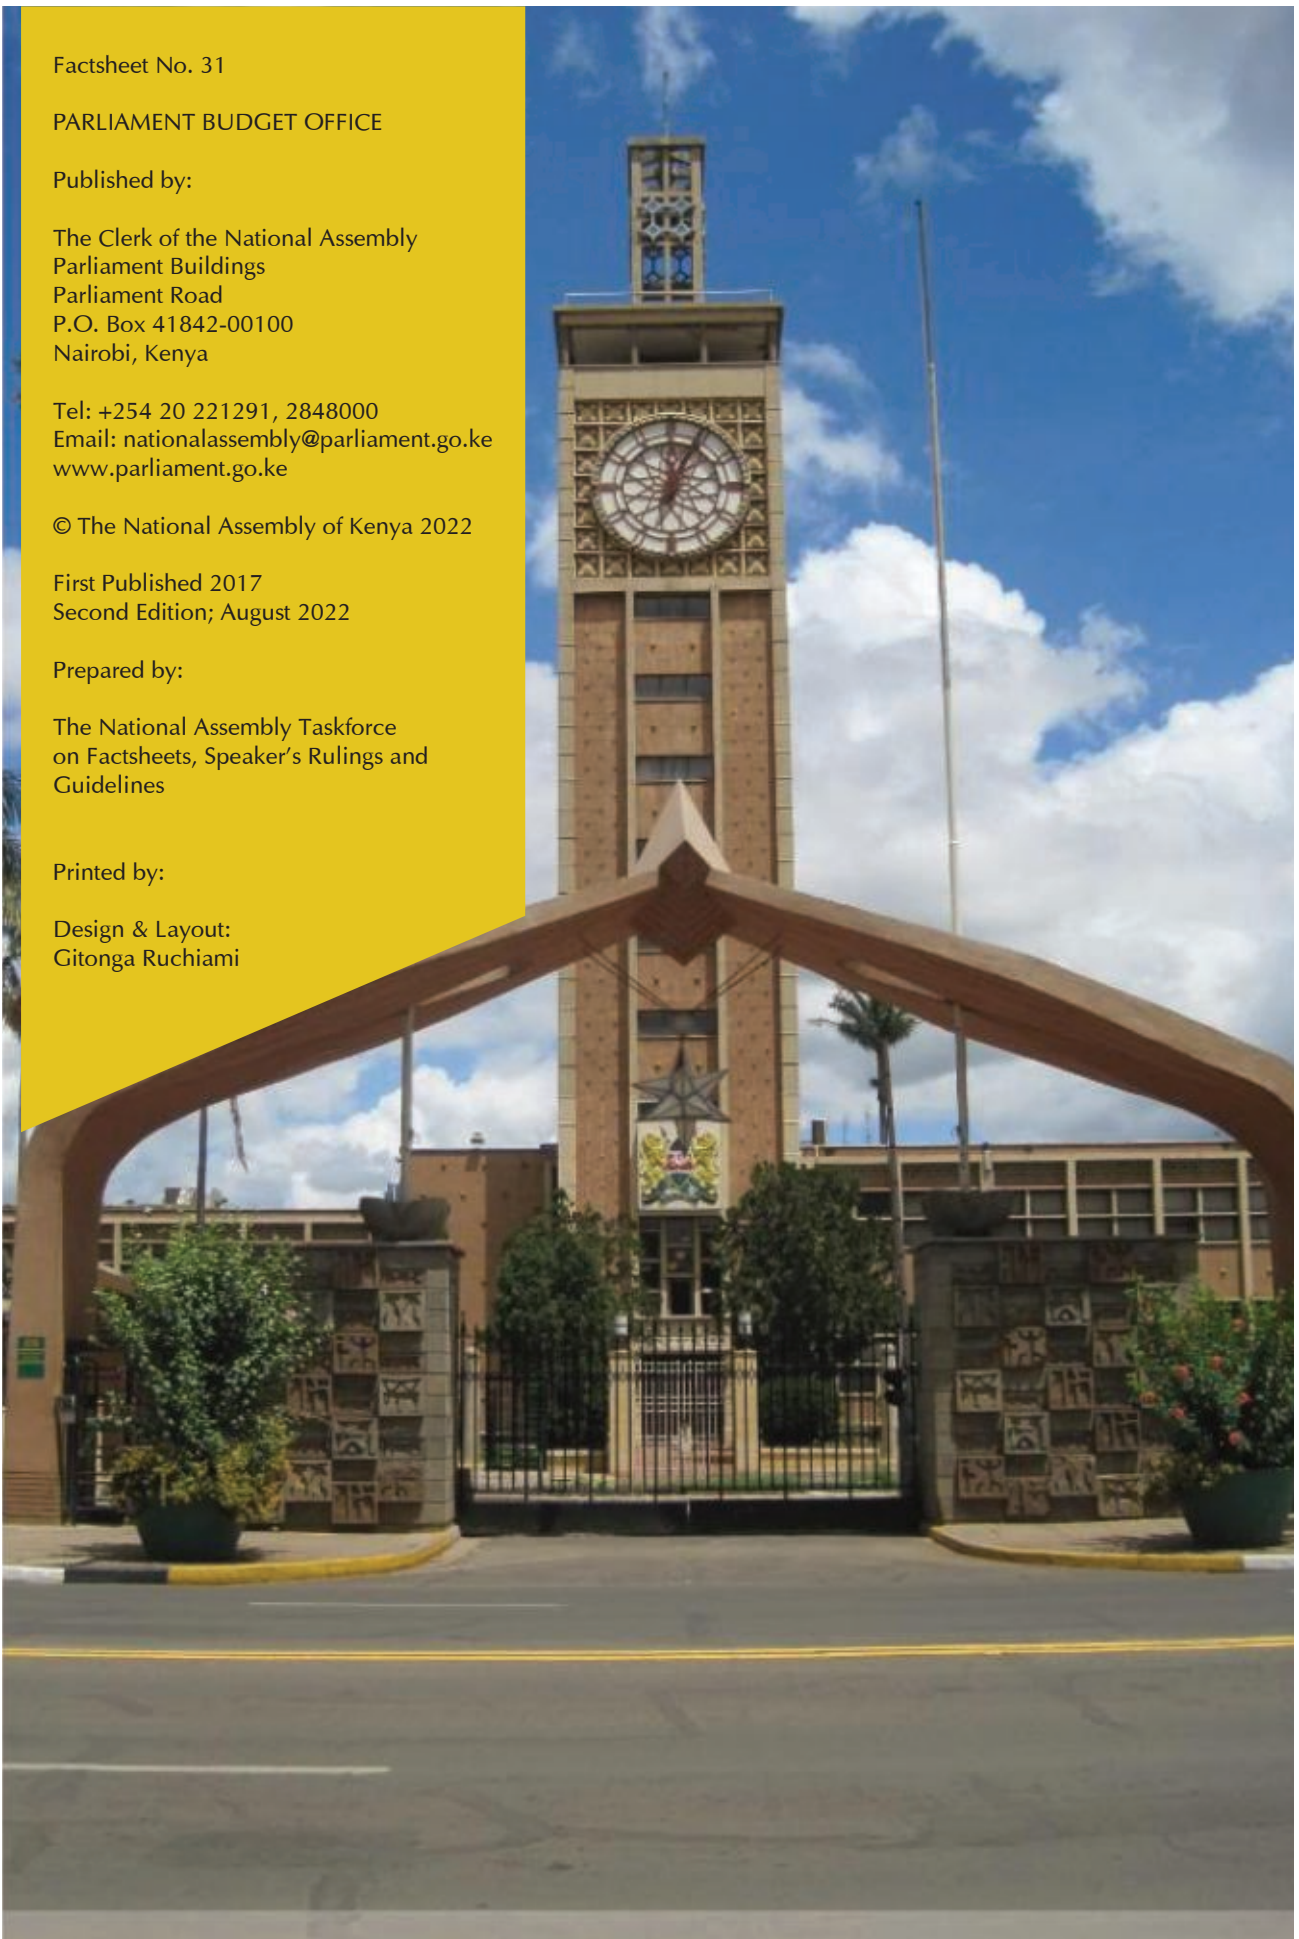 Factsheet No. 31
PARLIAMENT BUDGET OFFICE
Published by:
The Clerk of the National Assembly
Parliament Buildings
Parliament Road
P.O. Box 41842-00100
Nairobi, Kenya
Tel: +254 20 221291, 2848000
Email: nationalassembly@parliament.go.ke
www.parliament.go.ke
© The National Assembly of Kenya 2022
First Published 2017
Second Edition; August 2022
Prepared by:
The National Assembly Taskforce
on Factsheets, Speaker’s Rulings and
Guidelines
Printed by:
Design & Layout:
Gitonga Ruchiami